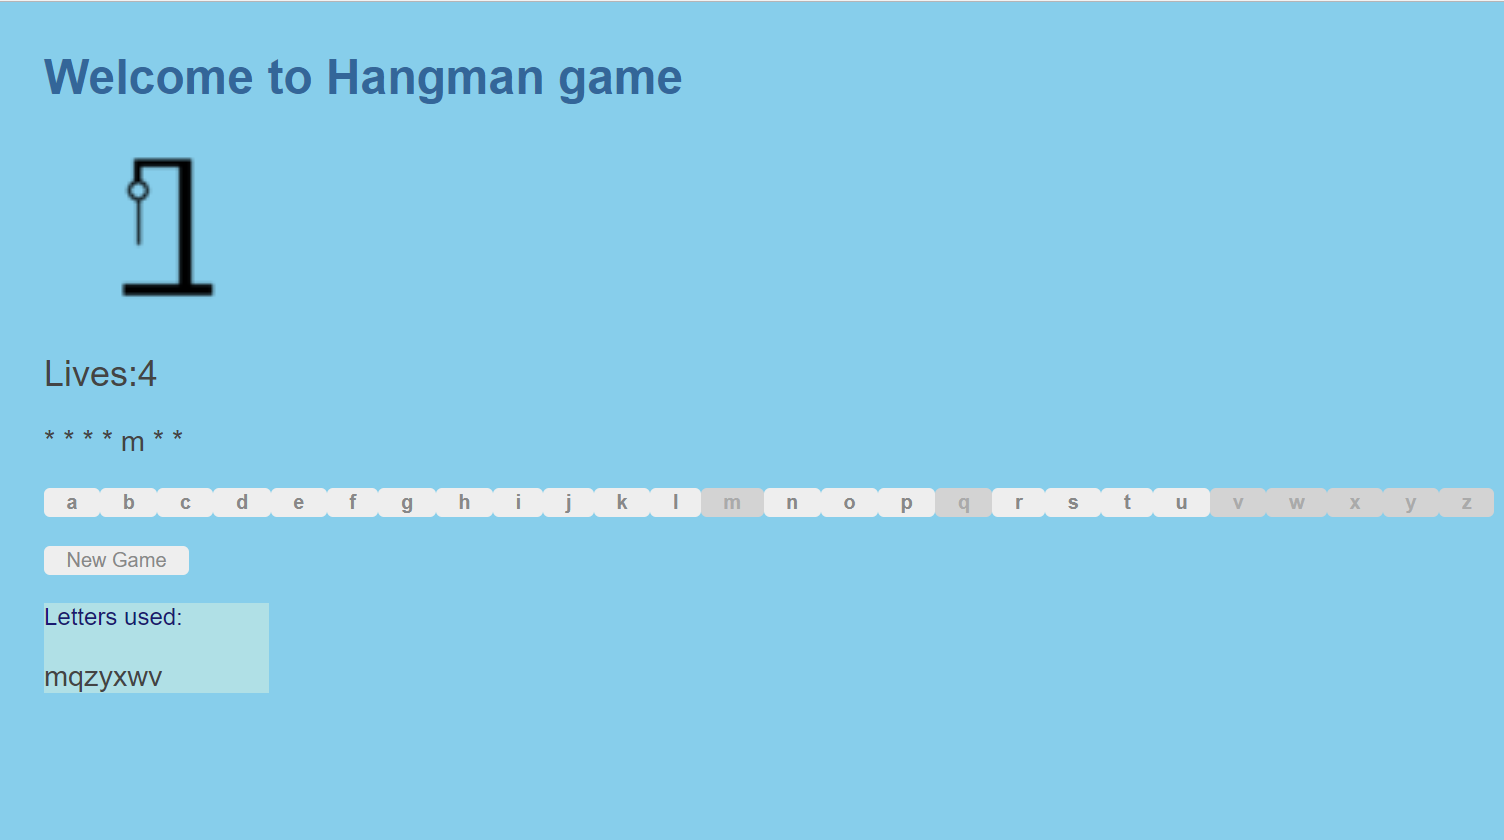 Welcome to Hangman game
Lives:4
* * * * m * *
a b c d e f g h i j k l m n o p q r s t u v w x y z
New Game
Letters used:
mqzyxwv